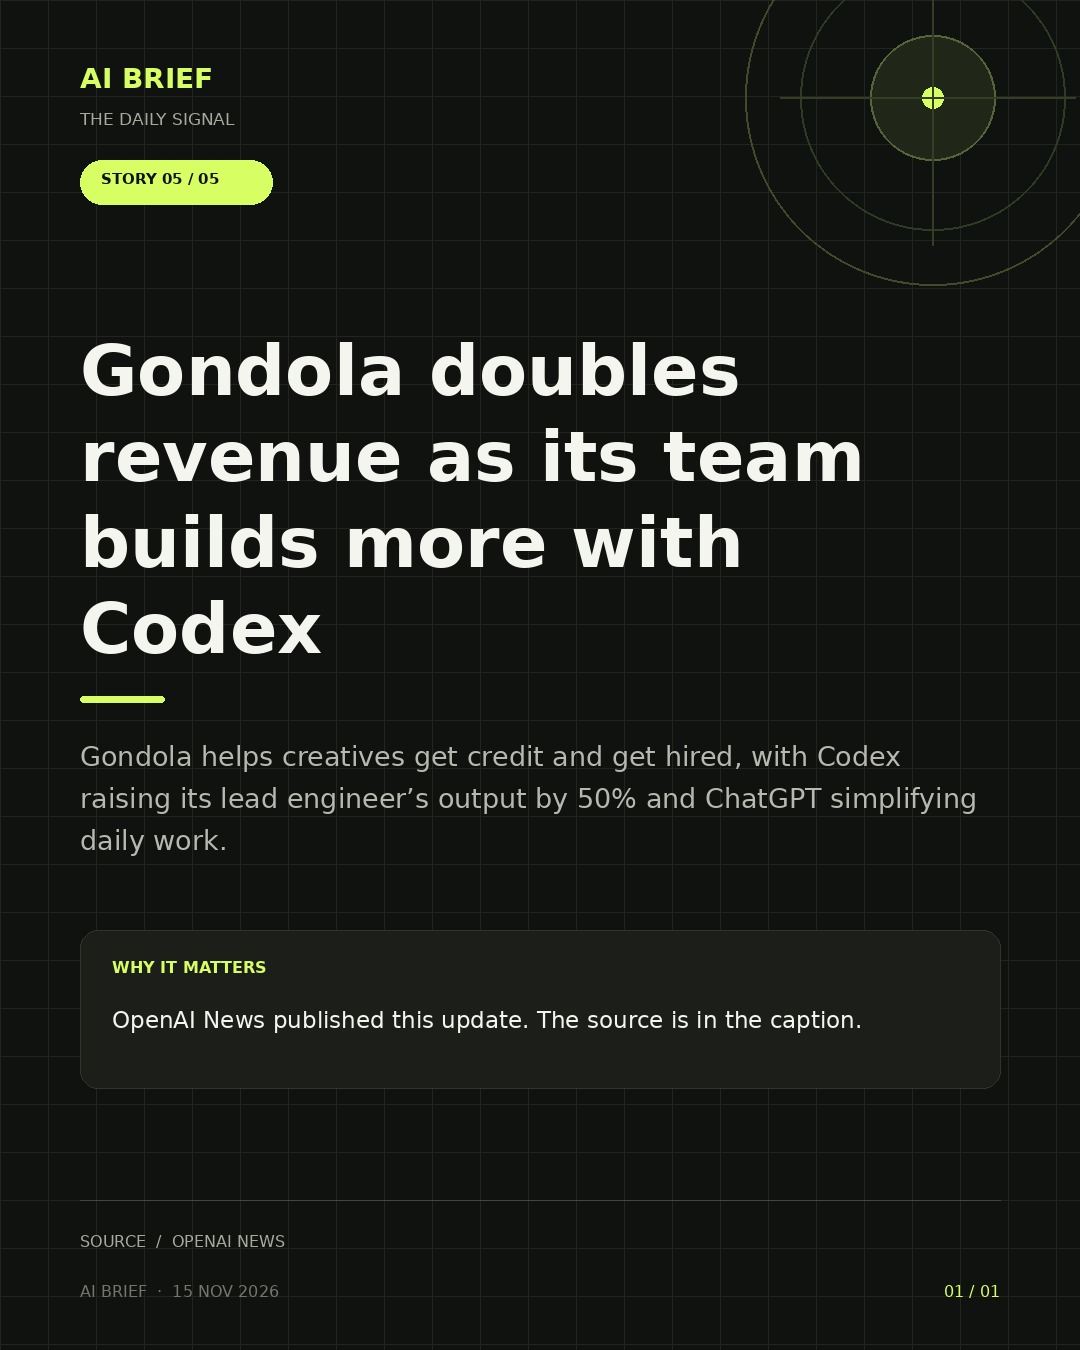 AI BRIEF
THE DAILY SIGNAL
STORY 05 / 05
Gondola doubles
revenue as its team
builds more with
Codex
Gondola helps creatives get credit and get hired, with Codex
raising its lead engineer’s output by 50% and ChatGPT simplifying
daily work.
WHY IT MATTERS
OpenAI News published this update. The source is in the caption.
SOURCE / OPENAI NEWS
AI BRIEF · 15 NOV 2026
01 / 01